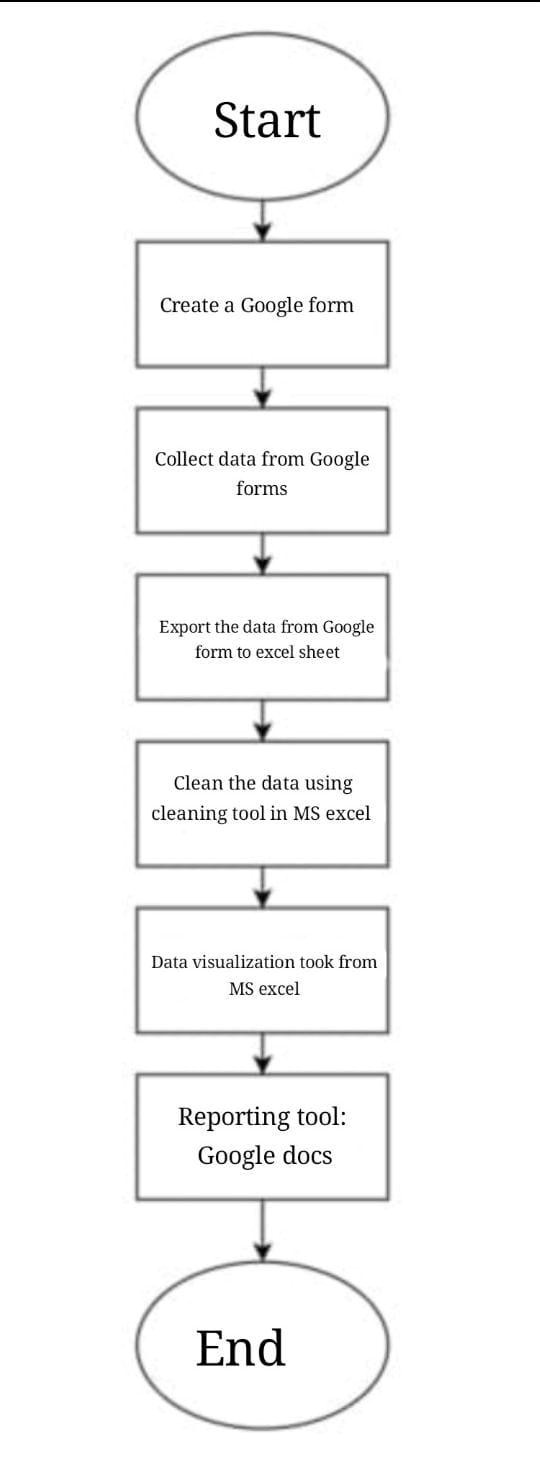 Start
Create a Google form
Collect data from Google
forms
Export the data from Google
form to excel sheet
Clean the data using
cleaning tool in MS excel
Data visualization took from
MS excel
Reporting tool:
Google docs
End